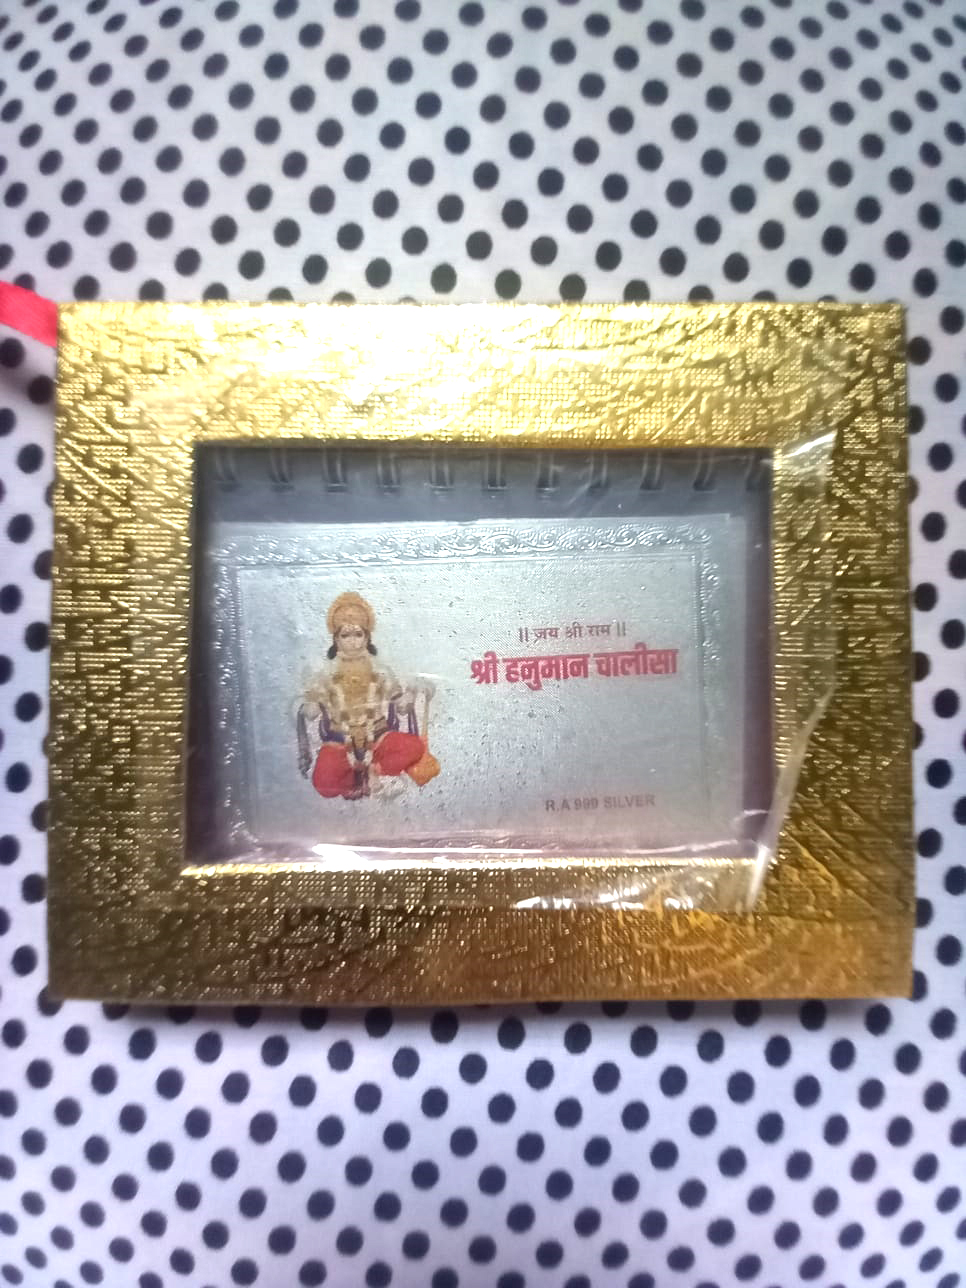 || जय श्री राम ||
श्री हनुमान चालीसा
R.A 999 SILVER